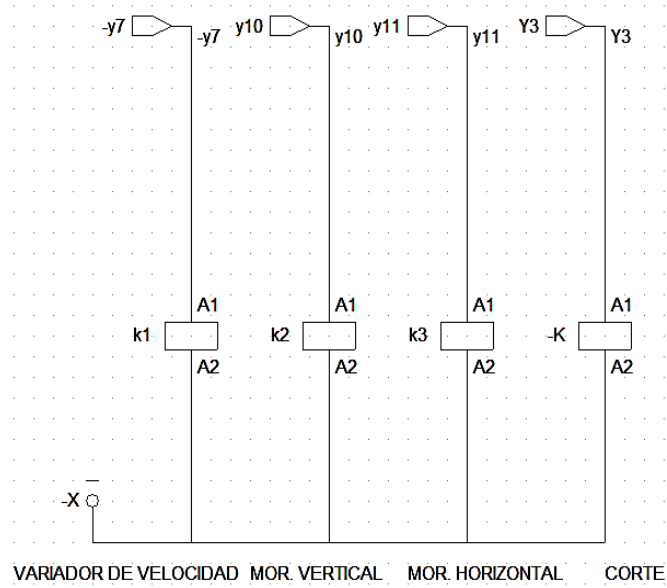 -y7 y10 y11 Y3
-y7 y10 y11 Y3
A1 A1 A1 A1
k1 k2 k3 -K
A2 A2 A2 A2
-X
VARIADOR DE VELOCIDAD MOR. VERTICAL MOR. HORIZONTAL CORTE